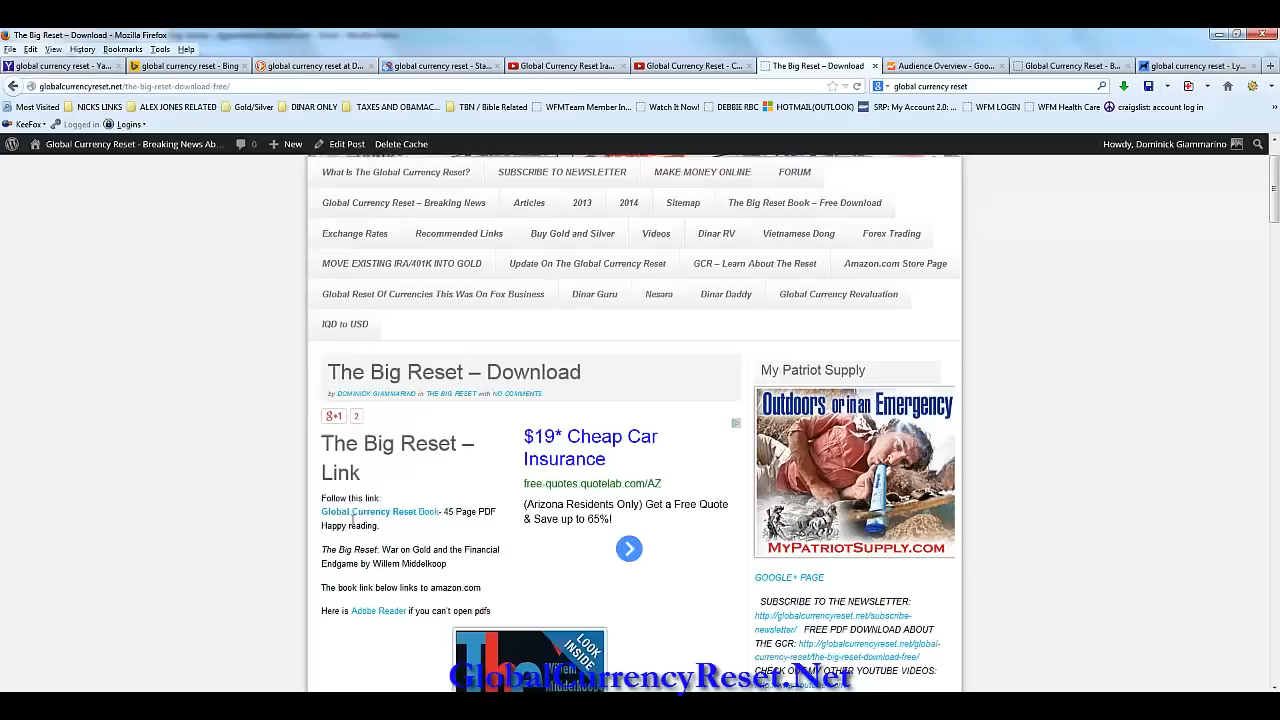 The Big Reset – Download - Mozilla Firefox
File Edit View History Bookmarks Tools Help
global currency reset - Ya...
global currency reset - Bing
global currency reset at D...
global currency reset - Sta...
Global Currency Reset Ira...
Global Currency Reset - C...
The Big Reset – Download
Audience Overview - Goo...
Global Currency Reset - B...
global currency reset - Ly...
globalcurrencyreset.net/the-big-reset-download-free/
global currency reset
Most Visited NICKS LINKS ALEX JONES RELATED Gold/Silver DINAR ONLY TAXES AND OBAMAC... TBN / Bible Related WFMTeam Member In... Watch It Now! DEBBIE RBC HOTMAIL(OUTLOOK) SRP: My Account 2.0: ... WFM LOGIN WFM Health Care craigslist: account log in
KeeFox Logged in Logins
Global Currency Reset - Breaking News Ab... 0 New Edit Post Delete Cache Howdy, Dominick Giammarino
What Is The Global Currency Reset? SUBSCRIBE TO NEWSLETTER MAKE MONEY ONLINE FORUM
Global Currency Reset – Breaking News Articles 2013 2014 Sitemap The Big Reset Book – Free Download
Exchange Rates Recommended Links Buy Gold and Silver Videos Dinar RV Vietnamese Dong Forex Trading
MOVE EXISTING IRA/401K INTO GOLD Update On The Global Currency Reset GCR – Learn About The Reset Amazon.com Store Page
Global Reset Of Currencies This Was On Fox Business Dinar Guru Nesara Dinar Daddy Global Currency Revaluation
IQD to USD
The Big Reset – Download
by DOMINICK GIAMMARINO in THE BIG RESET with NO COMMENTS
g+1 2
The Big Reset –
Link
Follow this link:
Global Currency Reset Book- 45 Page PDF
Happy reading.
The Big Reset: War on Gold and the Financial
Endgame by Willem Middelkoop
The book link below links to amazon.com
Here is Adobe Reader if you can't open pdfs
$19* Cheap Car
Insurance
free-quotes.quotelab.com/AZ
(Arizona Residents Only) Get a Free Quote
& Save up to 65%!
LOOK
INSIDE
The
Willem
Middelkoop
My Patriot Supply
Outdoors or in an Emergency
MYPATRIOTSUPPLY.COM
GOOGLE+ PAGE
SUBSCRIBE TO THE NEWSLETTER:
http://globalcurrencyreset.net/subscribe-
newsletter/ FREE PDF DOWNLOAD ABOUT
THE GCR: http://globalcurrencyreset.net/global-
currency-reset/the-big-reset-download-free/
CHECK OUT MY OTHER YOUTUBE VIDEOS:
GlobalCurrencyReset.Net